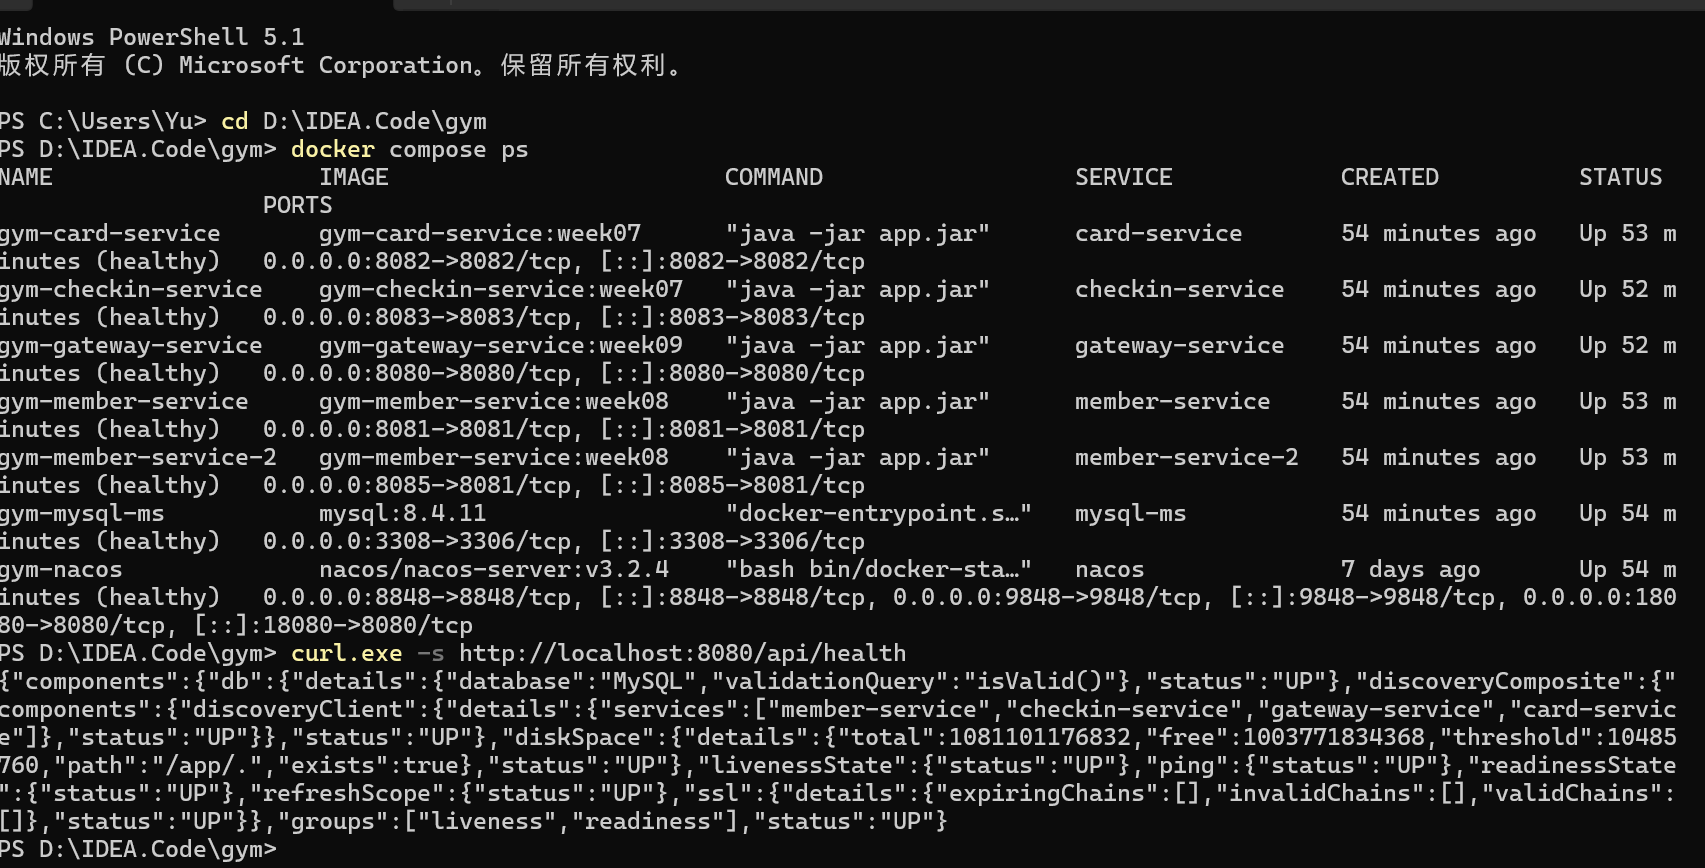 Windows PowerShell 5.1
版权所有 (C) Microsoft Corporation。保留所有权利。
PS C:\Users\Yu> cd D:\IDEA.Code\gym
PS D:\IDEA.Code\gym> docker compose ps
NAME                   IMAGE                        COMMAND                  SERVICE            CREATED          STATUS
                   PORTS
gym-card-service       gym-card-service:week07      "java -jar app.jar"      card-service       54 minutes ago   Up 53 m
inutes (healthy)   0.0.0.0:8082->8082/tcp, [::]:8082->8082/tcp
gym-checkin-service    gym-checkin-service:week07   "java -jar app.jar"      checkin-service    54 minutes ago   Up 52 m
inutes (healthy)   0.0.0.0:8083->8083/tcp, [::]:8083->8083/tcp
gym-gateway-service    gym-gateway-service:week09   "java -jar app.jar"      gateway-service    54 minutes ago   Up 52 m
inutes (healthy)   0.0.0.0:8080->8080/tcp, [::]:8080->8080/tcp
gym-member-service     gym-member-service:week08    "java -jar app.jar"      member-service     54 minutes ago   Up 53 m
inutes (healthy)   0.0.0.0:8081->8081/tcp, [::]:8081->8081/tcp
gym-member-service-2   gym-member-service:week08    "java -jar app.jar"      member-service-2   54 minutes ago   Up 53 m
inutes (healthy)   0.0.0.0:8085->8081/tcp, [::]:8085->8081/tcp
gym-mysql-ms           mysql:8.4.11                 "docker-entrypoint.s…"   mysql-ms           54 minutes ago   Up 54 m
inutes (healthy)   0.0.0.0:3308->3306/tcp, [::]:3308->3306/tcp
gym-nacos              nacos/nacos-server:v3.2.4    "bash bin/docker-sta…"   nacos              7 days ago       Up 54 m
inutes (healthy)   0.0.0.0:8848->8848/tcp, [::]:8848->8848/tcp, 0.0.0.0:9848->9848/tcp, [::]:9848->9848/tcp, 0.0.0.0:180
80->8080/tcp, [::]:18080->8080/tcp
PS D:\IDEA.Code\gym> curl.exe -s http://localhost:8080/api/health
{"components":{"db":{"details":{"database":"MySQL","validationQuery":"isValid()"},"status":"UP"},"discoveryComposite":{"
components":{"discoveryClient":{"details":{"services":["member-service","checkin-service","gateway-service","card-servic
e"]},"status":"UP"}},"status":"UP"},"diskSpace":{"details":{"total":1081101176832,"free":1003771834368,"threshold":10485
760,"path":"/app/.","exists":true},"status":"UP"},"livenessState":{"status":"UP"},"ping":{"status":"UP"},"readinessState
":{"status":"UP"},"refreshScope":{"status":"UP"},"ssl":{"details":{"expiringChains":[],"invalidChains":[],"validChains":
[]},"status":"UP"}},"groups":["liveness","readiness"],"status":"UP"}
PS D:\IDEA.Code\gym>